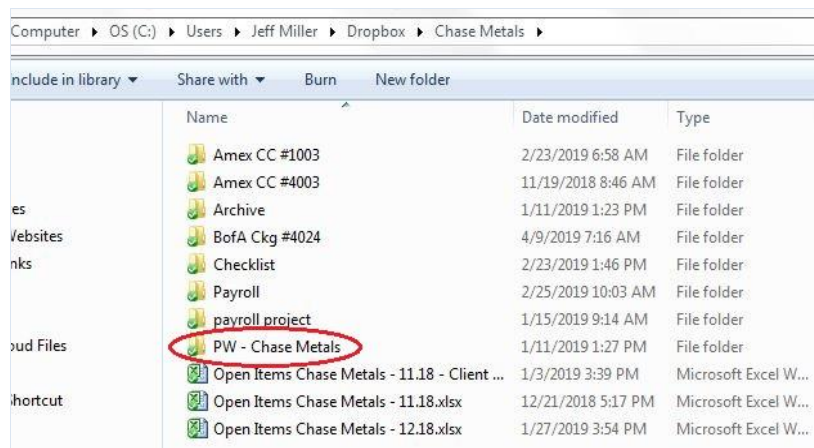 Computer ▸ OS (C:) ▸ Users ▸ Jeff Miller ▸ Dropbox ▸ Chase Metals ▸
nclude in library ▾ Share with ▾ Burn New folder
Name Date modified Type
Amex CC #1003 2/23/2019 6:58 AM File folder
Amex CC #4003 11/19/2018 8:46 AM File folder
es Archive 1/11/2019 1:23 PM File folder
Websites BofA Ckg #4024 4/9/2019 7:16 AM File folder
nks Checklist 2/23/2019 1:46 PM File folder
Payroll 2/25/2019 10:03 AM File folder
payroll project 1/15/2019 9:14 AM File folder
oud Files PW - Chase Metals 1/11/2019 1:27 PM File folder
Open Items Chase Metals - 11.18 - Client ... 1/3/2019 3:39 PM Microsoft Excel W...
Shortcut Open Items Chase Metals - 11.18.xlsx 12/21/2018 5:17 PM Microsoft Excel W...
Open Items Chase Metals - 12.18.xlsx 1/27/2019 3:54 PM Microsoft Excel W...